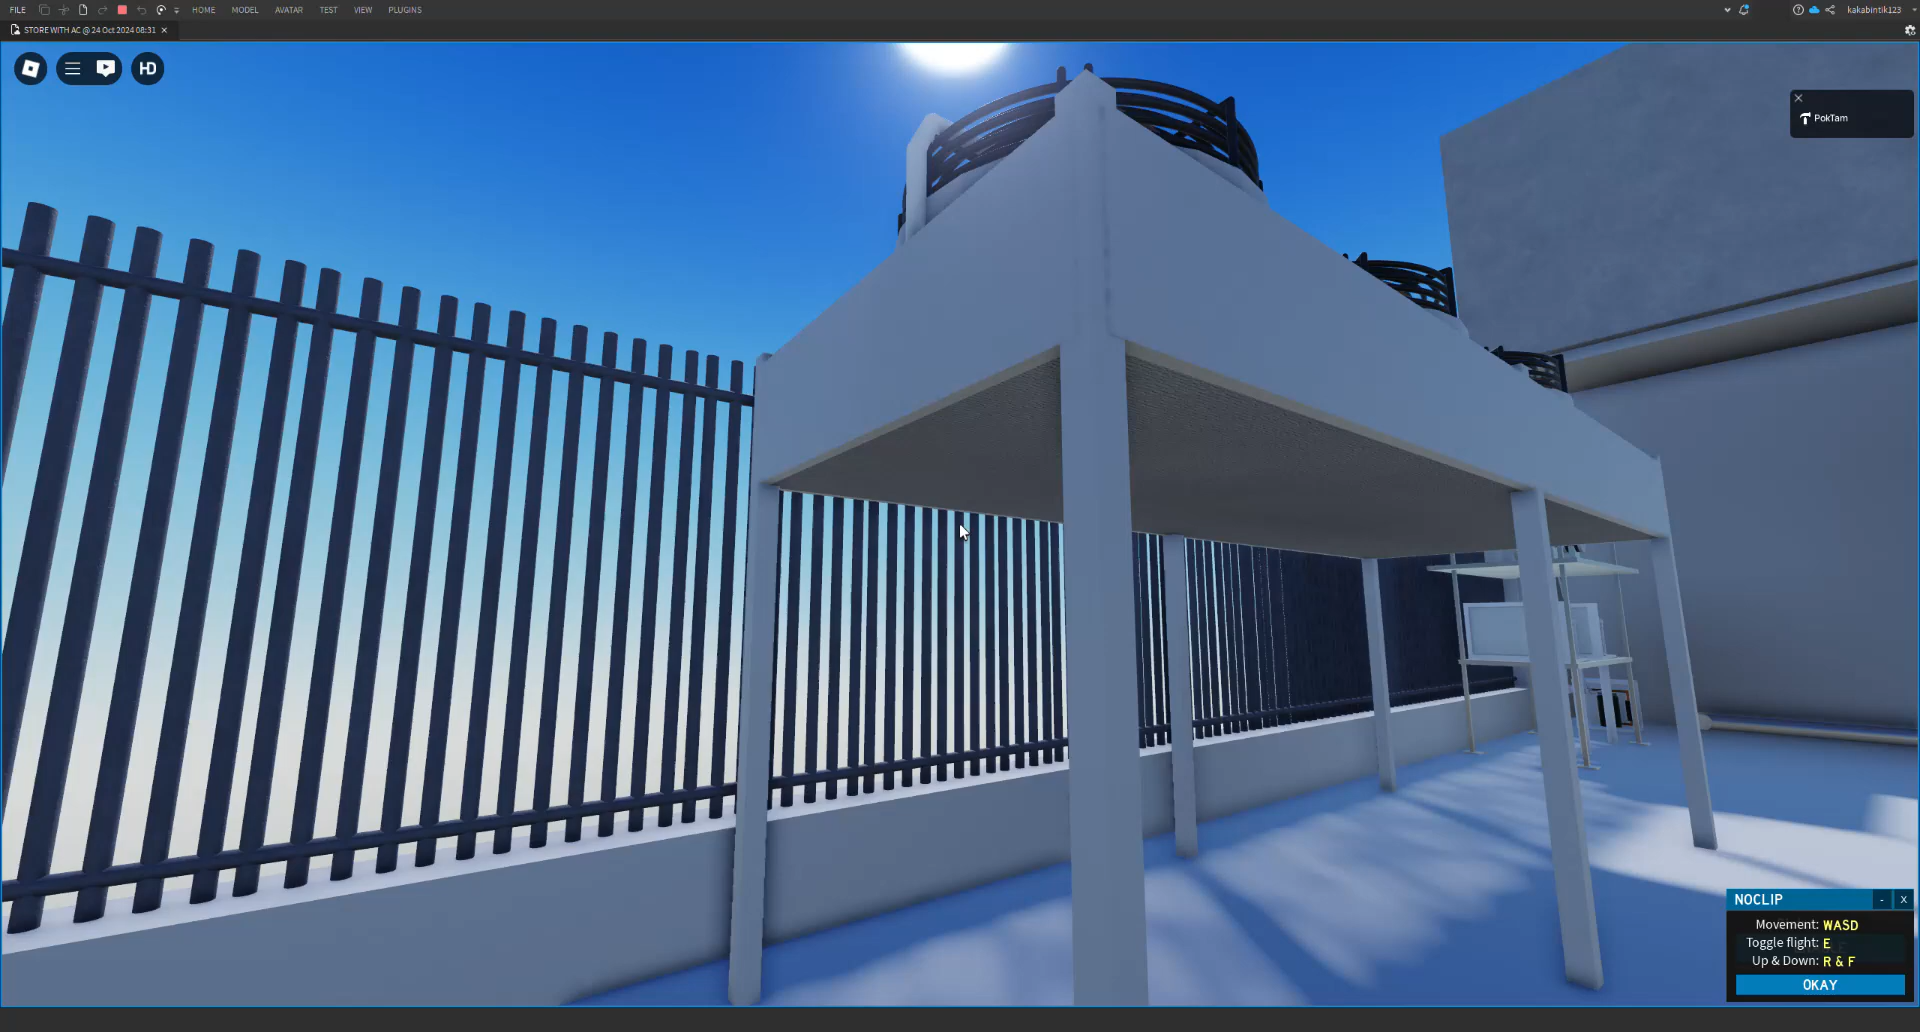 FILE HOME MODEL AVATAR TEST VIEW PLUGINS kakabintik123
STORE WITH AC @ 24 Oct 2024 08:31
HD
PokTam
NOCLIP - X
Movement: WASD
Toggle flight: E
Up & Down: R & F
OKAY